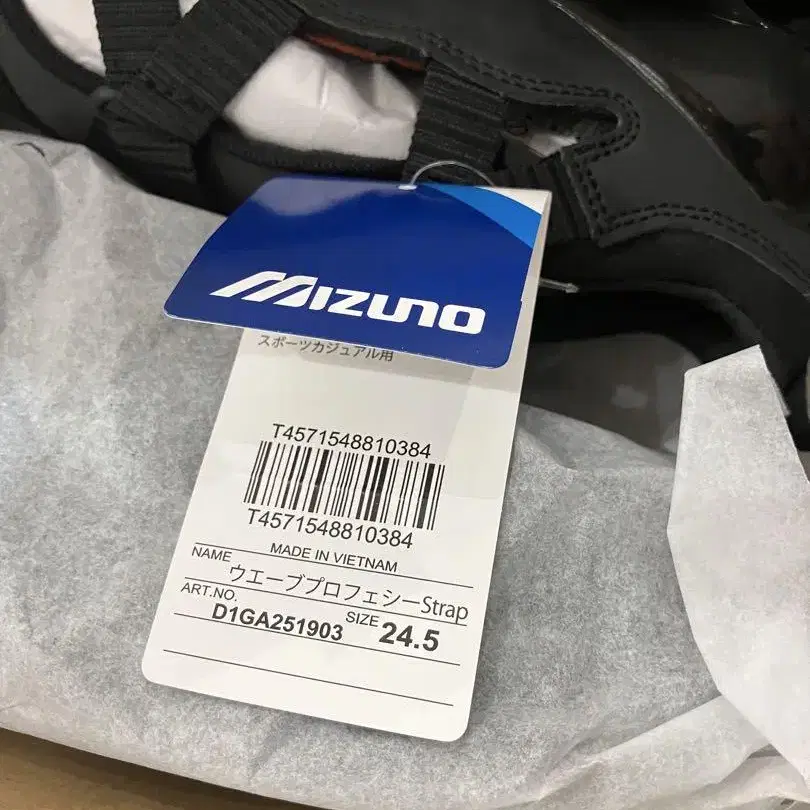 MIZUNO
スポーツカジュアル用
T4571548810384
T4571548810384
MADE IN VIETNAM
NAME ウエーブプロフェシーStrap
ART.NO. D1GA251903 SIZE 24.5